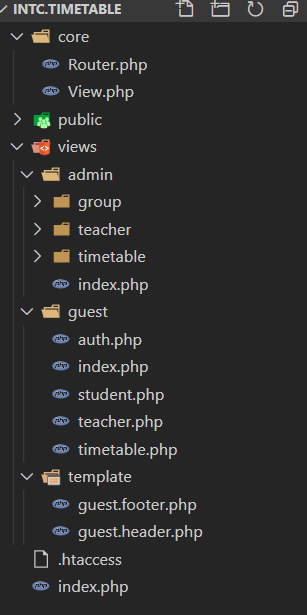 INTC.TIMETABLE
core
Router.php
View.php
public
views
admin
group
teacher
timetable
index.php
guest
auth.php
index.php
student.php
teacher.php
timetable.php
template
guest.footer.php
guest.header.php
.htaccess
index.php